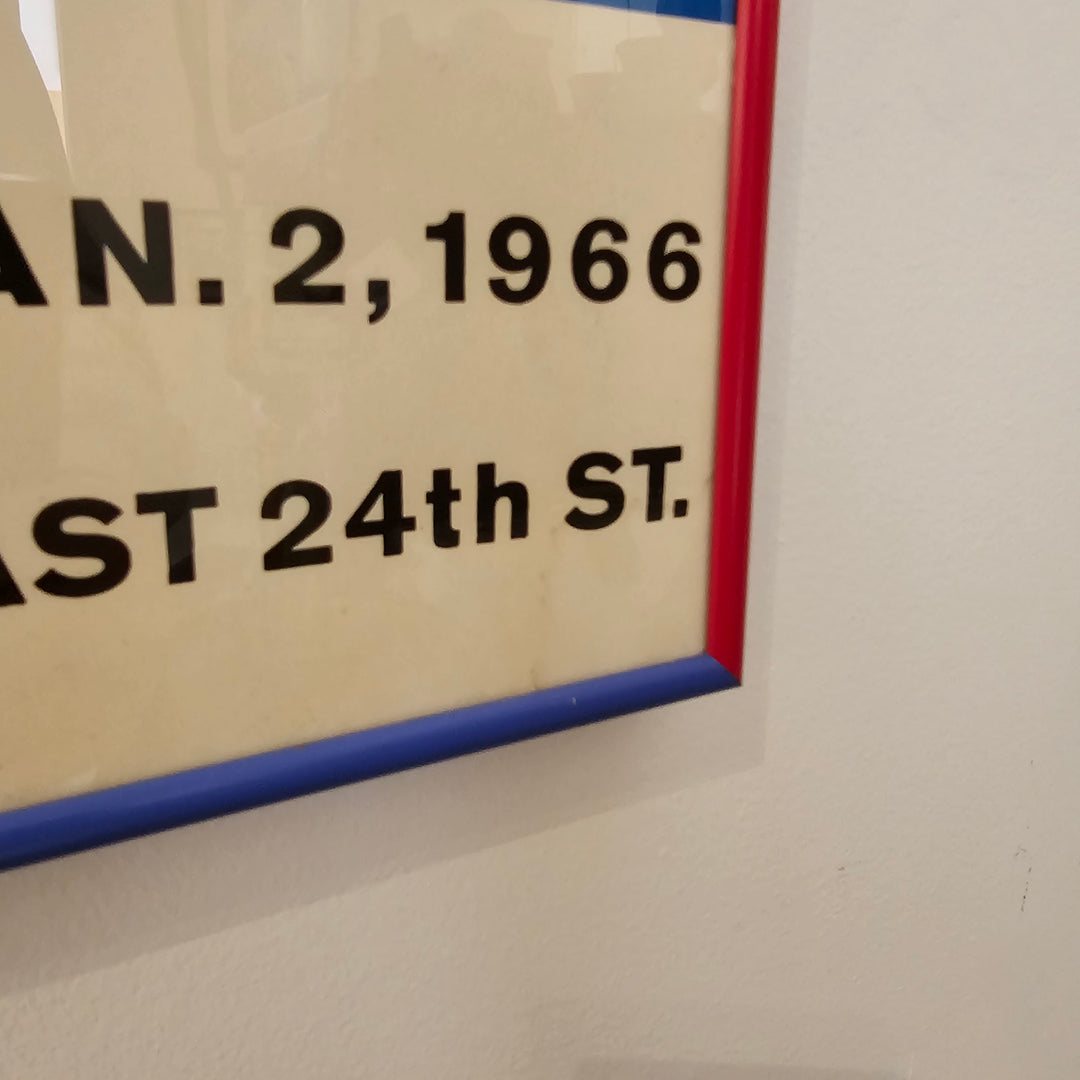 AN. 2, 1966
AST 24th ST.